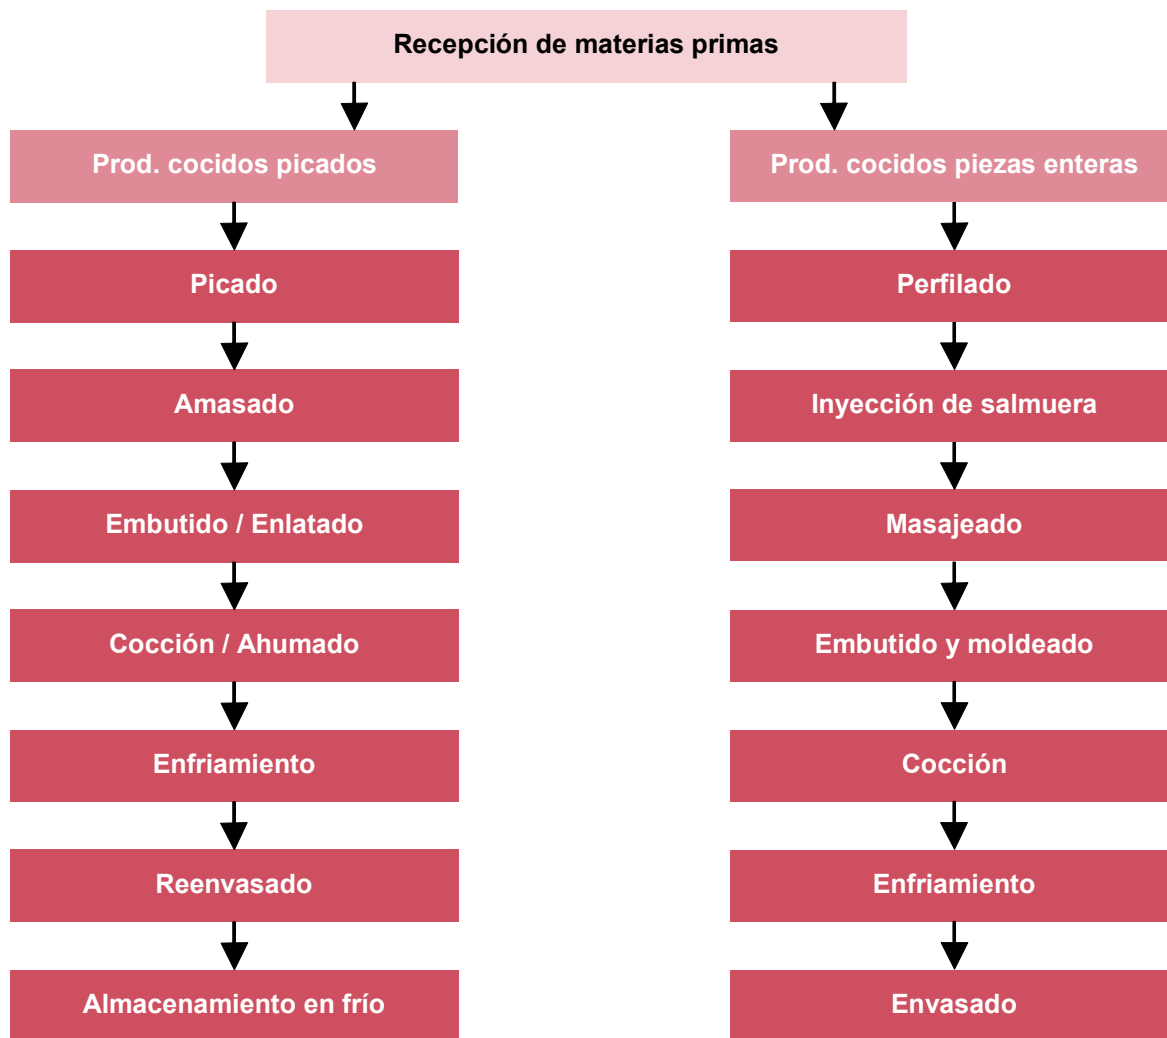 Recepción de materias primas
Prod. cocidos picados
Picado
Amasado
Embutido / Enlatado
Cocción / Ahumado
Enfriamiento
Reenvasado
Almacenamiento en frío
Prod. cocidos piezas enteras
Perfilado
Inyección de salmuera
Masajeado
Embutido y moldeado
Cocción
Enfriamiento
Envasado